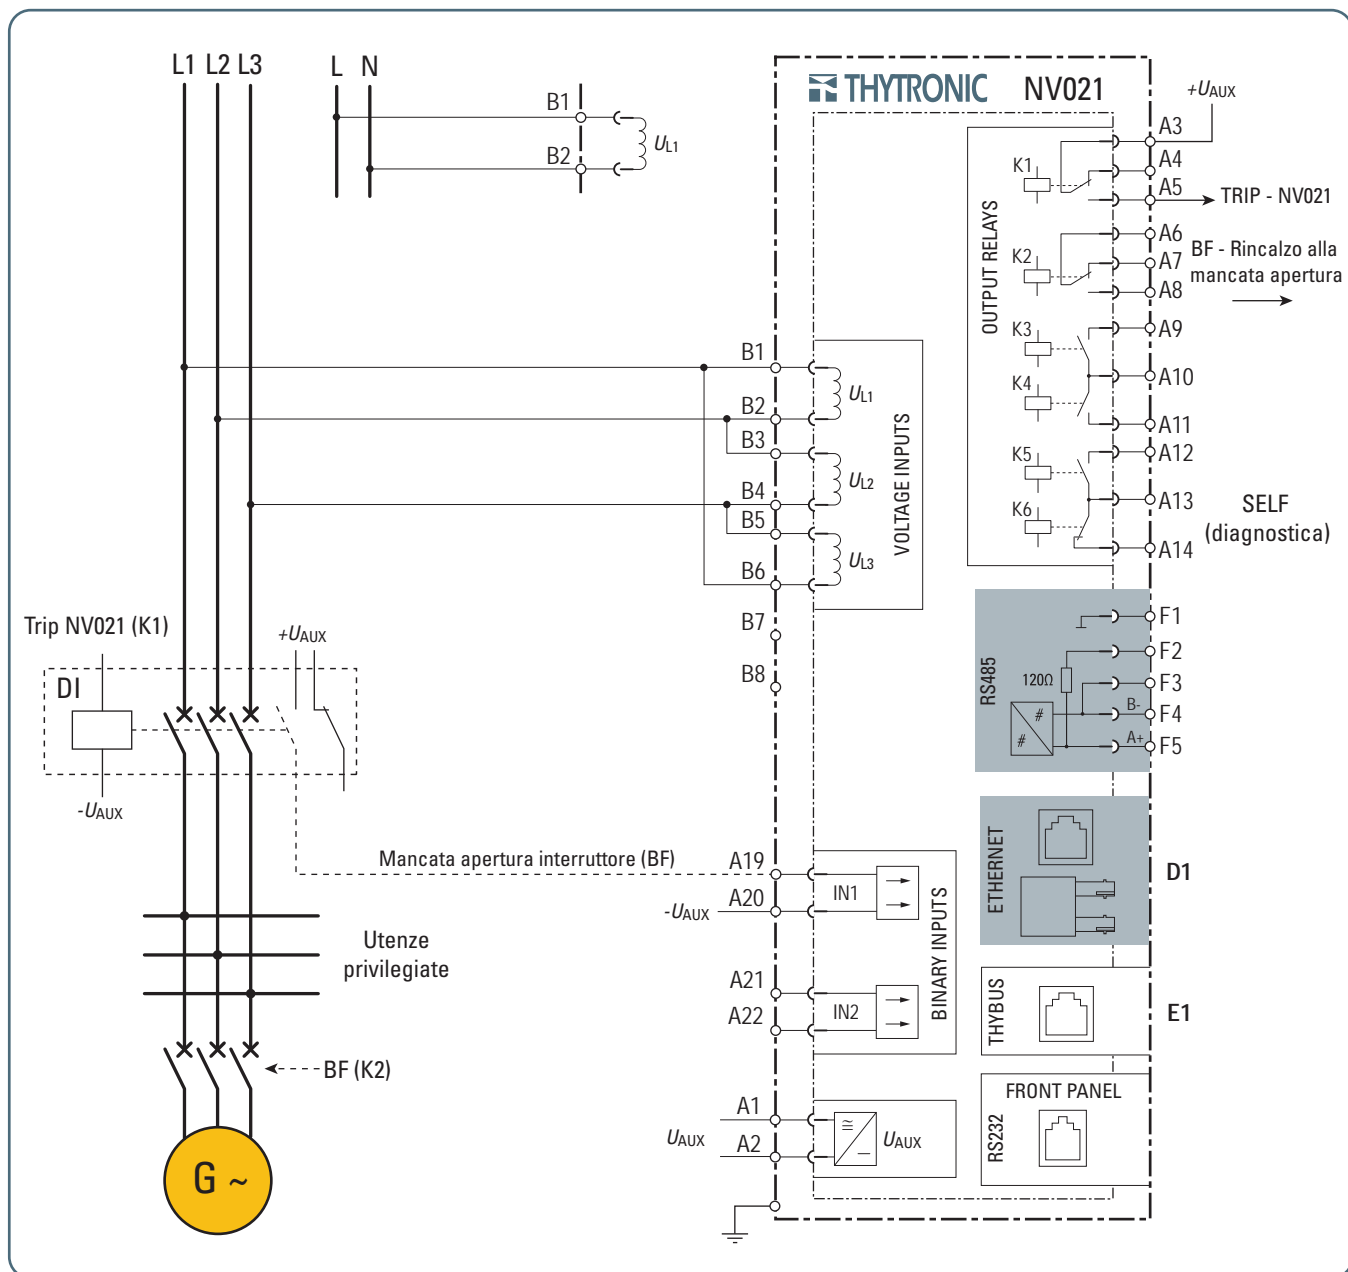 L1 L2 L3
L N
B1
B2
UL1
THYTRONIC NV021
+UAUX
OUTPUT RELAYS
K1
A3
A4
A5
TRIP - NV021
K2
A6
A7
A8
BF - Rincalzo alla
mancata apertura
K3
A9
K4
A10
A11
K5
A12
K6
A13
A14
SELF
(diagnostica)
B1
B2
B3
B4
B5
B6
B7
B8
UL1
UL2
UL3
VOLTAGE INPUTS
RS485
120Ω
#
#
B-
A+
F1
F2
F3
F4
F5
Trip NV021 (K1)
+UAUX
DI
-UAUX
Mancata apertura interruttore (BF)
A19
A20
-UAUX
IN1
A21
A22
IN2
BINARY INPUTS
ETHERNET
D1
THYBUS
E1
Utenze
privilegiate
BF (K2)
G ~
UAUX
A1
A2
≅
UAUX
FRONT PANEL
RS232